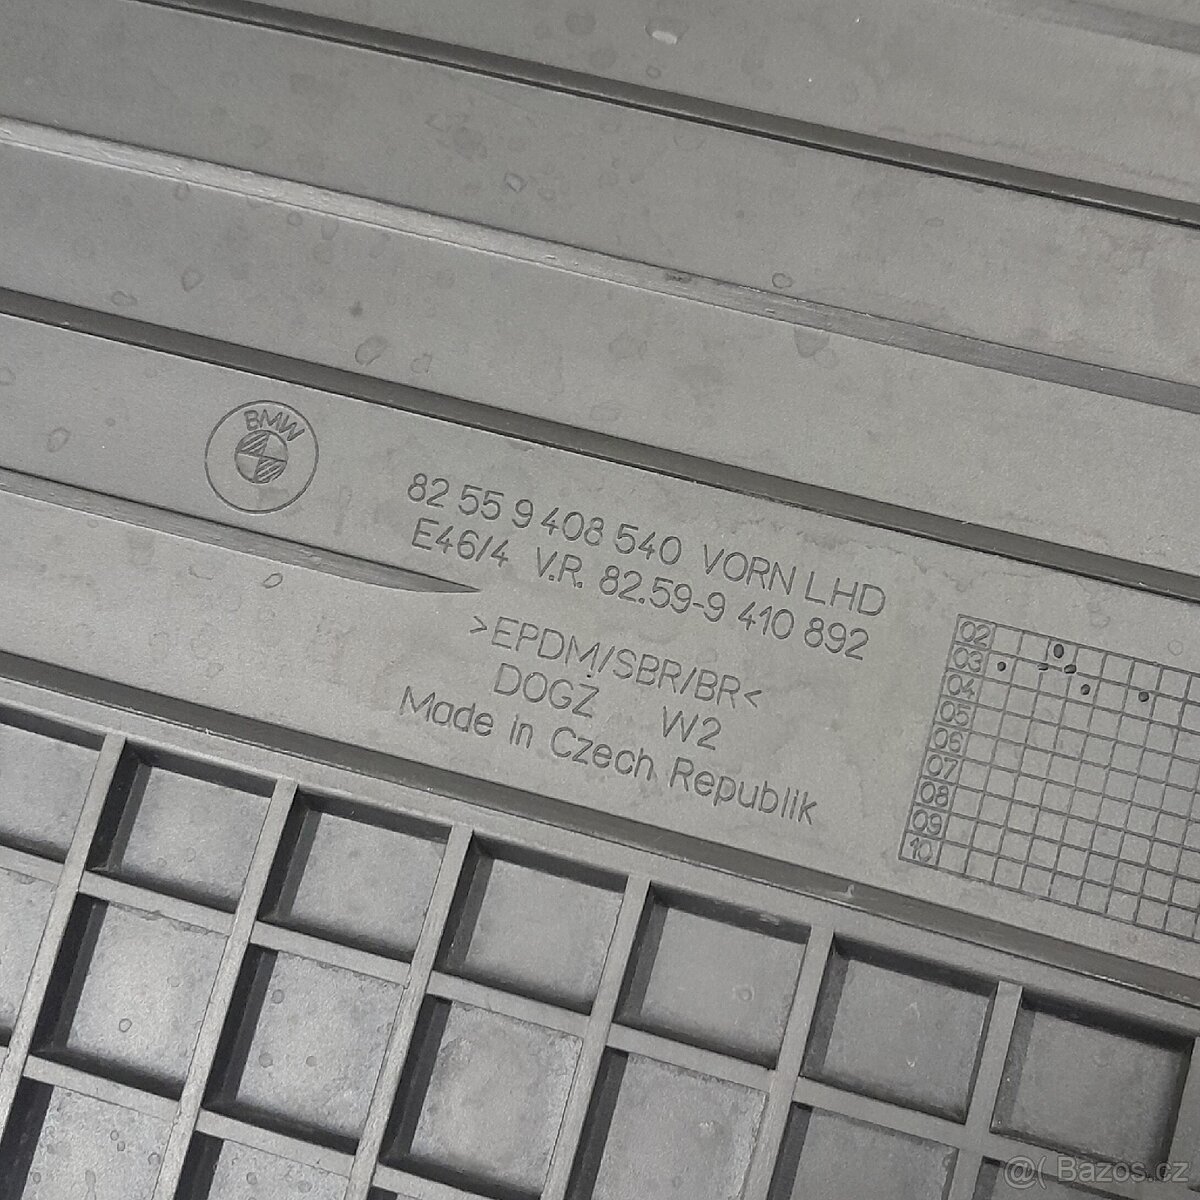 BMW
82 55 9 408 540 VORN LHD
E46/4 V.R. 82.59-9 410 892
>EPDM/SBR/BR<
DOGŻ W2
Made in Czech Republik
02
03
04
05
06
07
08
09
10
@( Bazos.cz